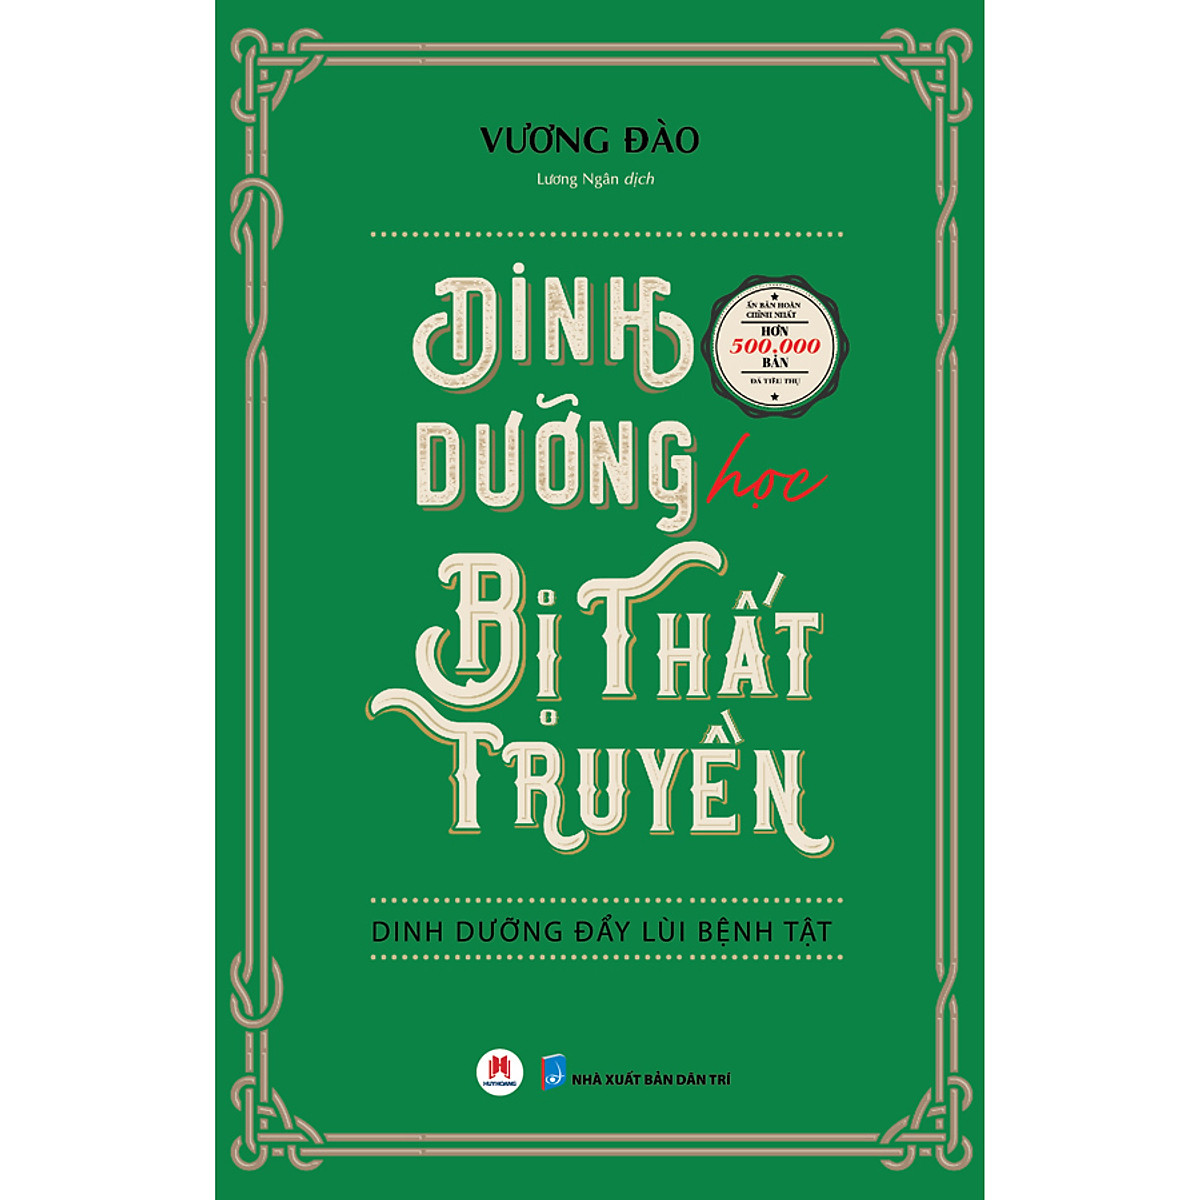 VƯƠNG ĐÀO
Lương Ngân dịch
DINH
ẤN BẢN HOÀN
CHỈNH NHẤT
HƠN
500.000
BẢN
ĐÃ TIÊU THỤ
DƯỠNG học
BỊ THẤT
TRUYỀN
DINH DƯỠNG ĐẨY LÙI BỆNH TẬT
HUYHOANG
NHÀ XUẤT BẢN DÂN TRÍ